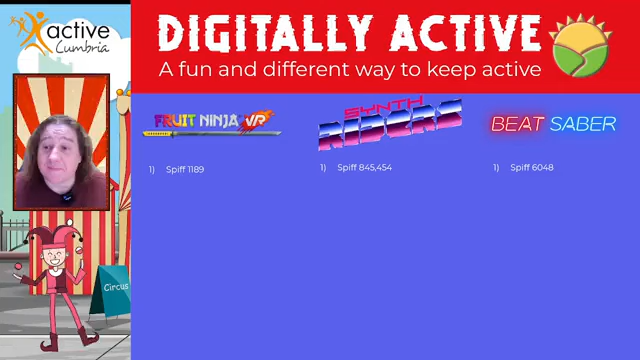 active
Cumbria
DIGITALLY ACTIVE
A fun and different way to keep active
FRUIT NINJA VR
SYNTH
RIDERS
BEAT SABER
1) Spiff 1189
1) Spiff 845,454
1) Spiff 6048
Circus